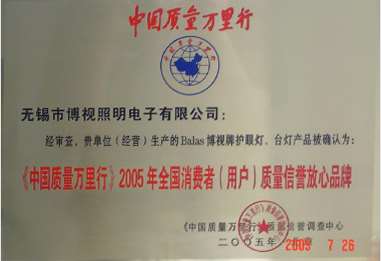 中国质量万里行
无锡市博视照明电子有限公司：
经审查，贵单位（经营）生产的Balas博视牌护眼灯、台灯产品被确认为：
《中国质量万里行》2005年全国消费者（用户）质量信誉放心品牌
《中国质量万里行》 信誉调查中心
二〇〇五年
2005 7 26